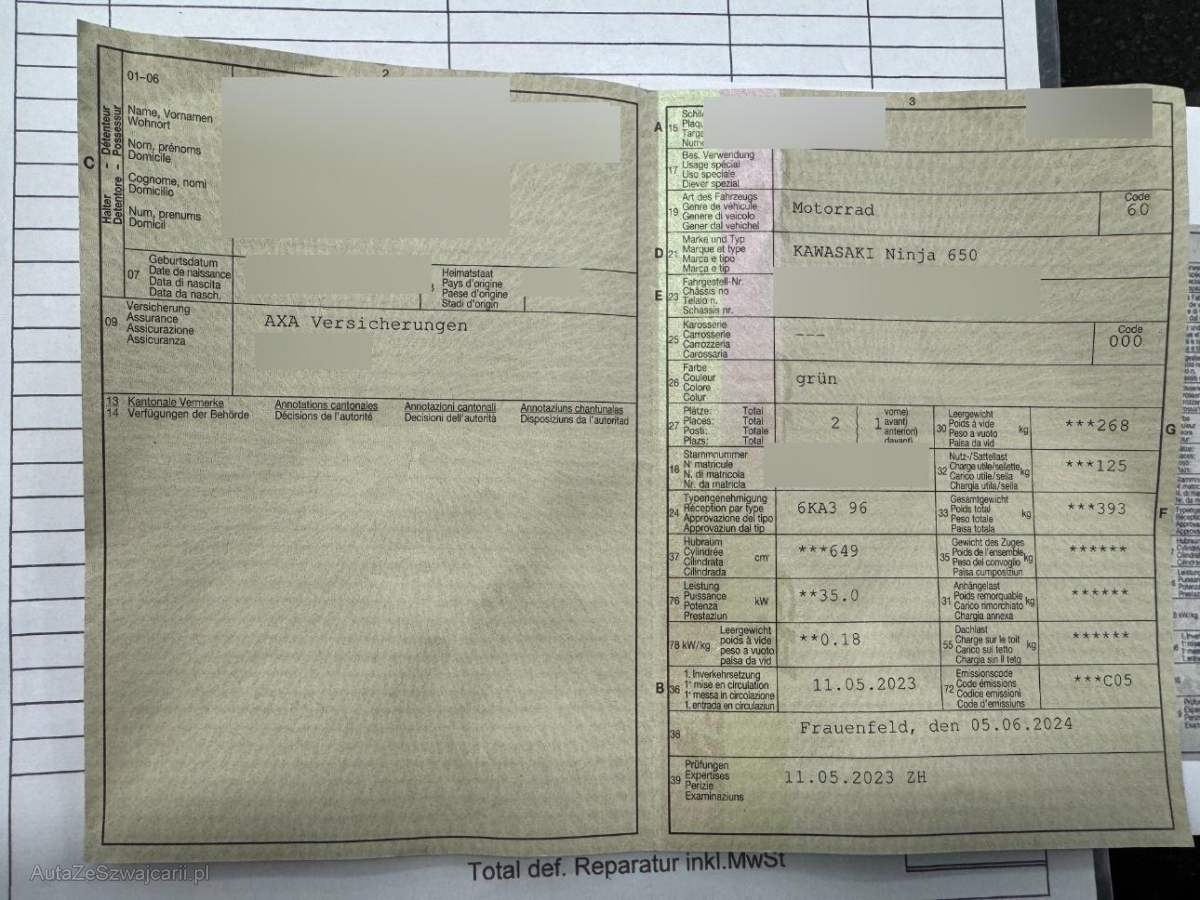 2
01-06
C
Halter - Détenteur
Detentore - Possessur
Name, Vornamen
Wohnort
Nom, prénoms
Domicile
Cognome, nomi
Domicilio
Num, prenums
Domicil
07
Geburtsdatum
Date de naissance
Data di nascita
Data da nasch.
Heimatstaat
Pays d'origine
Paese d'origine
Stadi d'origin
09
Versicherung
Assurance
Assicurazione
Assicuranza
AXA Versicherungen
13 Kantonale Vermerke
14 Verfügungen der Behörde
Annotations cantonales
Décisions de l'autorité
Annotazioni cantonali
Decisioni dell'autorità
Annotaziuns chantunalas
Disposiziuns da l'autoritad
3
A 15
17
Bes. Verwendung
Usage spécial
Uso speciale
Diever spezial
19
Art des Fahrzeugs
Genre de véhicule
Genere di veicolo
Gener dal vehichel
Motorrad
Code
60
D 21
Marke und Typ
Marque et type
Marca e tipo
Marca e tip
KAWASAKI Ninja 650
E 23
Fahrgestell-Nr.
Châssis no
Telaio n.
Schassis nr.
25
Karosserie
Carrosserie
Carrozzeria
Carossaria
---
Code
000
26
Farbe
Couleur
Colore
Colur
grün
27
Plätze: Total
Places: Total
Posti: Totale
Plazs: Total
2
1
vorne)
avant)
anteriori)
davant)
30
Leergewicht
Poids à vide
Peso a vuoto
Paisa da vid
kg
***268
G
18
Stammnummer
N° matricule
N. di matricola
Nr. da matricla
32
Nutz-/Sattellast
Charge utile/sellette
Carico utile/sella
Chargia utila/sella
kg
***125
24
Typengenehmigung
Réception par type
Approvazione del tipo
Approvaziun dal tip
6KA3 96
33
Gesamtgewicht
Poids total
Peso totale
Paisa totala
kg
***393
F
37
Hubraum
Cylindrée
Cilindrata
Cilindrada
cm³
***649
35
Gewicht des Zuges
Poids de l'ensemble
Peso del convoglio
Paisa cumposiziun
kg
******
76
Leistung
Puissance
Potenza
Prestaziun
kW
**35.0
31
Anhängelast
Poids remorquable
Carico rimorchiato
Chargia annexa
kg
******
78 kW/kg
Leergewicht
poids à vide
peso a vuoto
paisa da vid
**0.18
55
Dachlast
Charge sur le toit
Carico sul tetto
Chargia sin il tetg
kg
******
B 36
1. Inverkehrsetzung
1re mise en circulation
1a messa in circolazione
1. entrada en circulaziun
11.05.2023
72
Emissionscode
Code émissions
Codice emissioni
Code d'emissiuns
***C05
38
Frauenfeld, den 05.06.2024
39
Prüfungen
Expertises
Perizie
Examinaziuns
11.05.2023 ZH
Total def. Reparatur inkl.MwSt
AutaZeSzwajcarii.pl